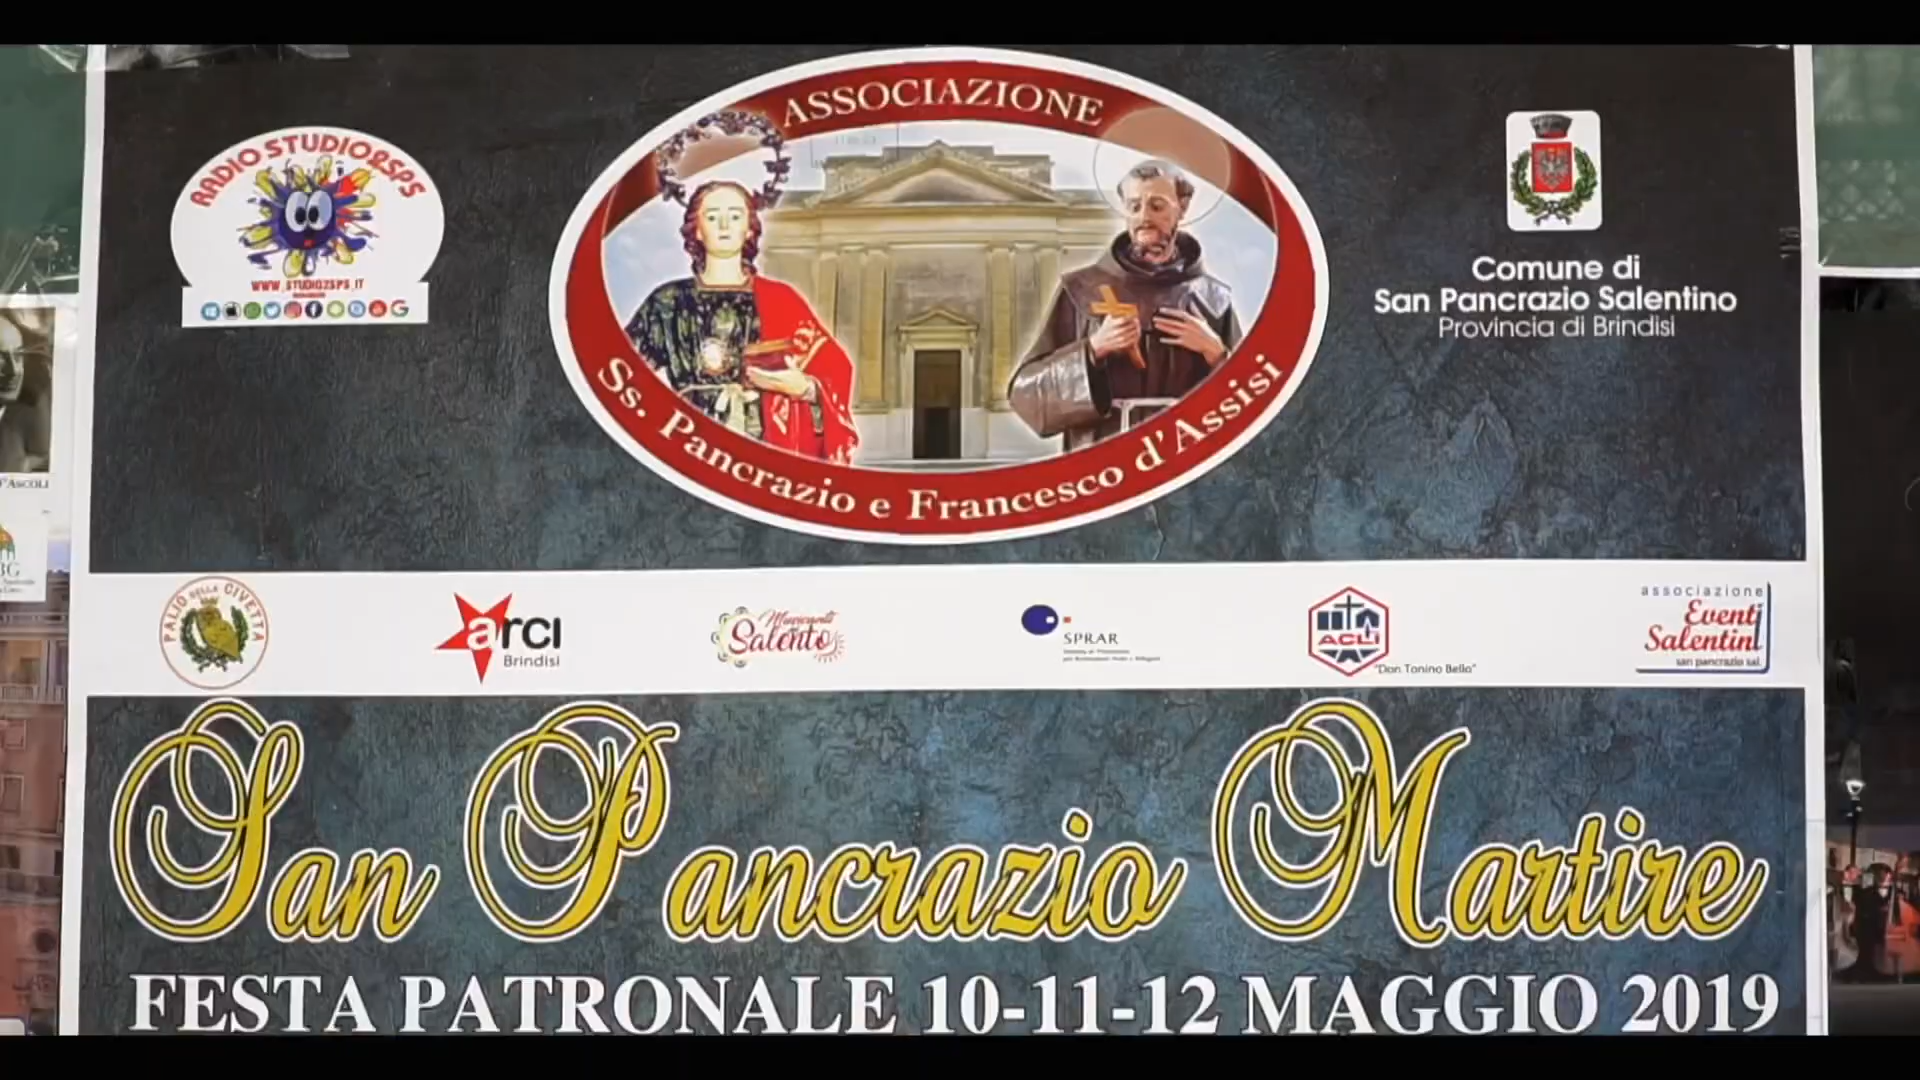 ASSOCIAZIONE
Ss. Pancrazio e Francesco d'Assisi
RADIO STUDIO2SPS
WWW.STUDIO2SPS.IT
Comune di
San Pancrazio Salentino
Provincia di Brindisi
D'ASCOLI
PALIO DELLA CIVETTA
arci
Brindisi
Musicanti
Salento
SPRAR
ACLI
"Don Tonino Bello"
associazione
Eventi
Salentini
san pancrazio sal.
San Pancrazio Martire
FESTA PATRONALE 10-11-12 MAGGIO 2019